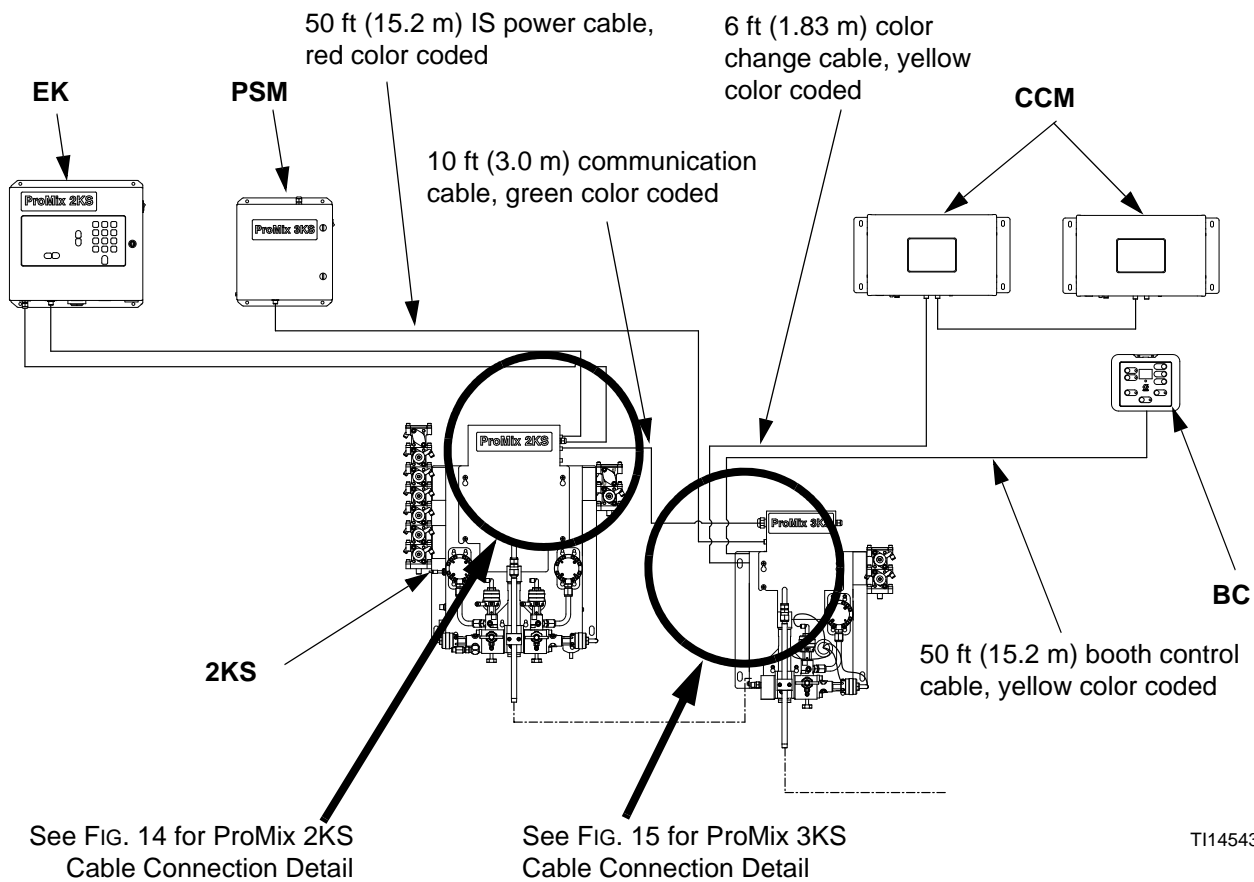 50 ft (15.2 m) IS power cable,
red color coded
6 ft (1.83 m) color
change cable, yellow
color coded
EK
PSM
CCM
10 ft (3.0 m) communication
cable, green color coded
ProMix 2KS
ProMix 3KS
ProMix 2KS
ProMix 3KS
BC
2KS
50 ft (15.2 m) booth control
cable, yellow color coded
See FIG. 14 for ProMix 2KS
Cable Connection Detail
See FIG. 15 for ProMix 3KS
Cable Connection Detail
TI14543